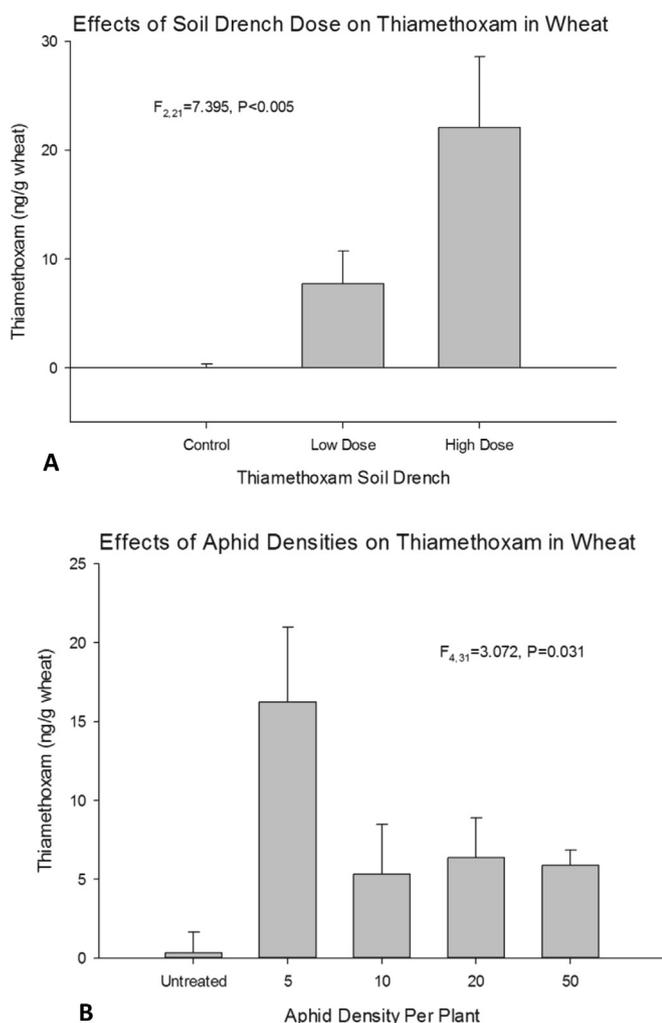 Effects of Soil Drench Dose on Thiamethoxam in Wheat
30
F2,21=7.395, P<0.005
20
Thiamethoxam (ng/g wheat)
10
0
Control Low Dose High Dose
A
Thiamethoxam Soil Drench
Effects of Aphid Densities on Thiamethoxam in Wheat
25
20
F4,31=3.072, P=0.031
15
Thiamethoxam (ng/g wheat)
10
5
0
Untreated 5 10 20 50
B
Aphid Density Per Plant